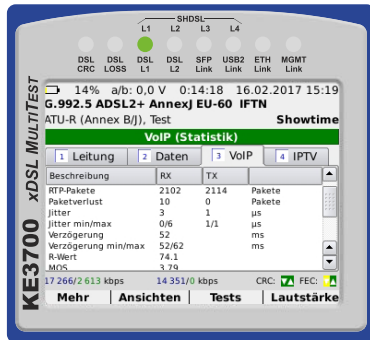 SHDSL
L1 L2 L3 L4
DSL CRC DSL LOSS DSL L1 DSL L2 SFP Link USB2 Link ETH Link MGMT Link
KE3700 xDSL MULTITEST
14% a/b: 0,0 V 0:14:18 16.02.2017 15:19
G.992.5 ADSL2+ AnnexJ EU-60 IFTN
ATU-R (Annex B/J), Test Showtime
VoIP (Statistik)
1 Leitung 2 Daten 3 VoIP 4 IPTV
Beschreibung RX TX
RTP-Pakete 2102 2114 Pakete
Paketverlust 10 0 Pakete
Jitter 3 1 µs
Jitter min/max 0/6 1/1 µs
Verzögerung 52 ms
Verzögerung min/max 52/62 ms
R-Wert 74.1
MOS 3.79
17 266/2 613 kbps 14 351/0 kbps CRC: FEC:
Mehr Ansichten Tests Lautstärke